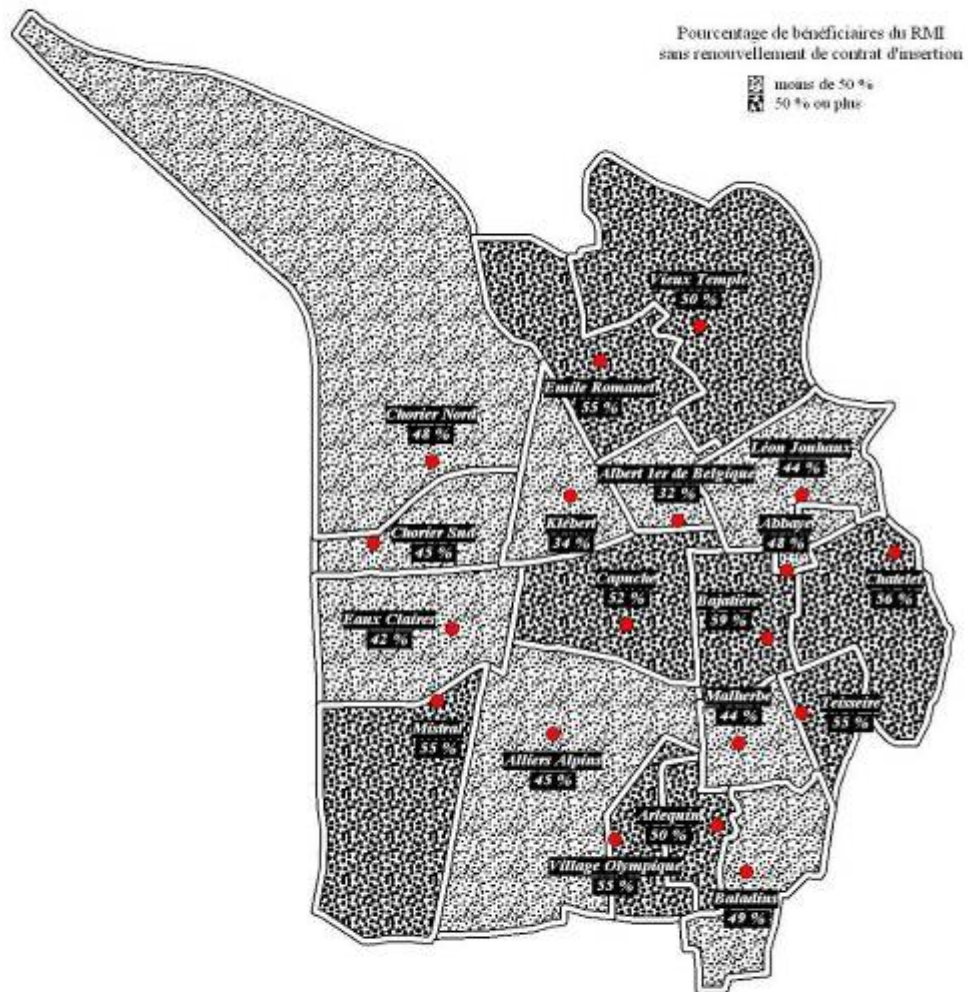 Pourcentage de bénéficiaires du RMI
sans renouvellement de contrat d'insertion
moins de 50 %
50 % ou plus
Vieux Temple
50 %
Emile Romanet
55 %
Chorier Nord
48 %
Léon Jouhaux
44 %
Albert 1er de Belgique
32 %
Klébert
34 %
Abbaye
48 %
Chorier Sud
45 %
Chatelet
56 %
Capuche
52 %
Bajatière
59 %
Eaux Claires
42 %
Malherbe
44 %
Teisseire
55 %
Mistral
55 %
Alliers Alpins
45 %
Arlequin
50 %
Village Olympique
55 %
Baladins
49 %